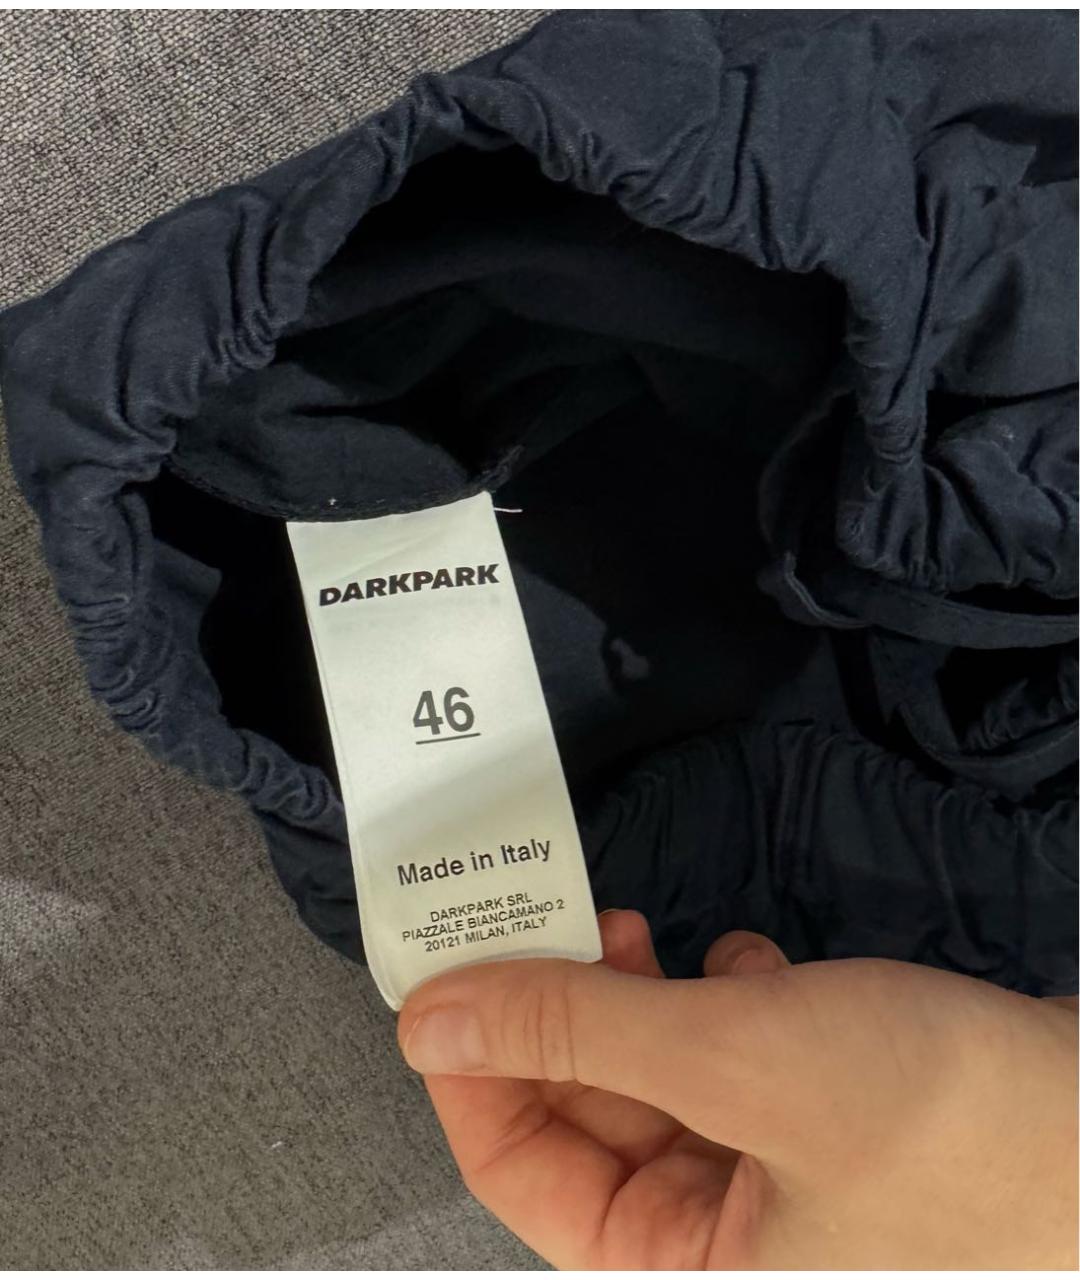 DARKPARK
46
Made in Italy
DARKPARK SRL
PIAZZALE BIANCAMANO 2
20121 MILAN, ITALY